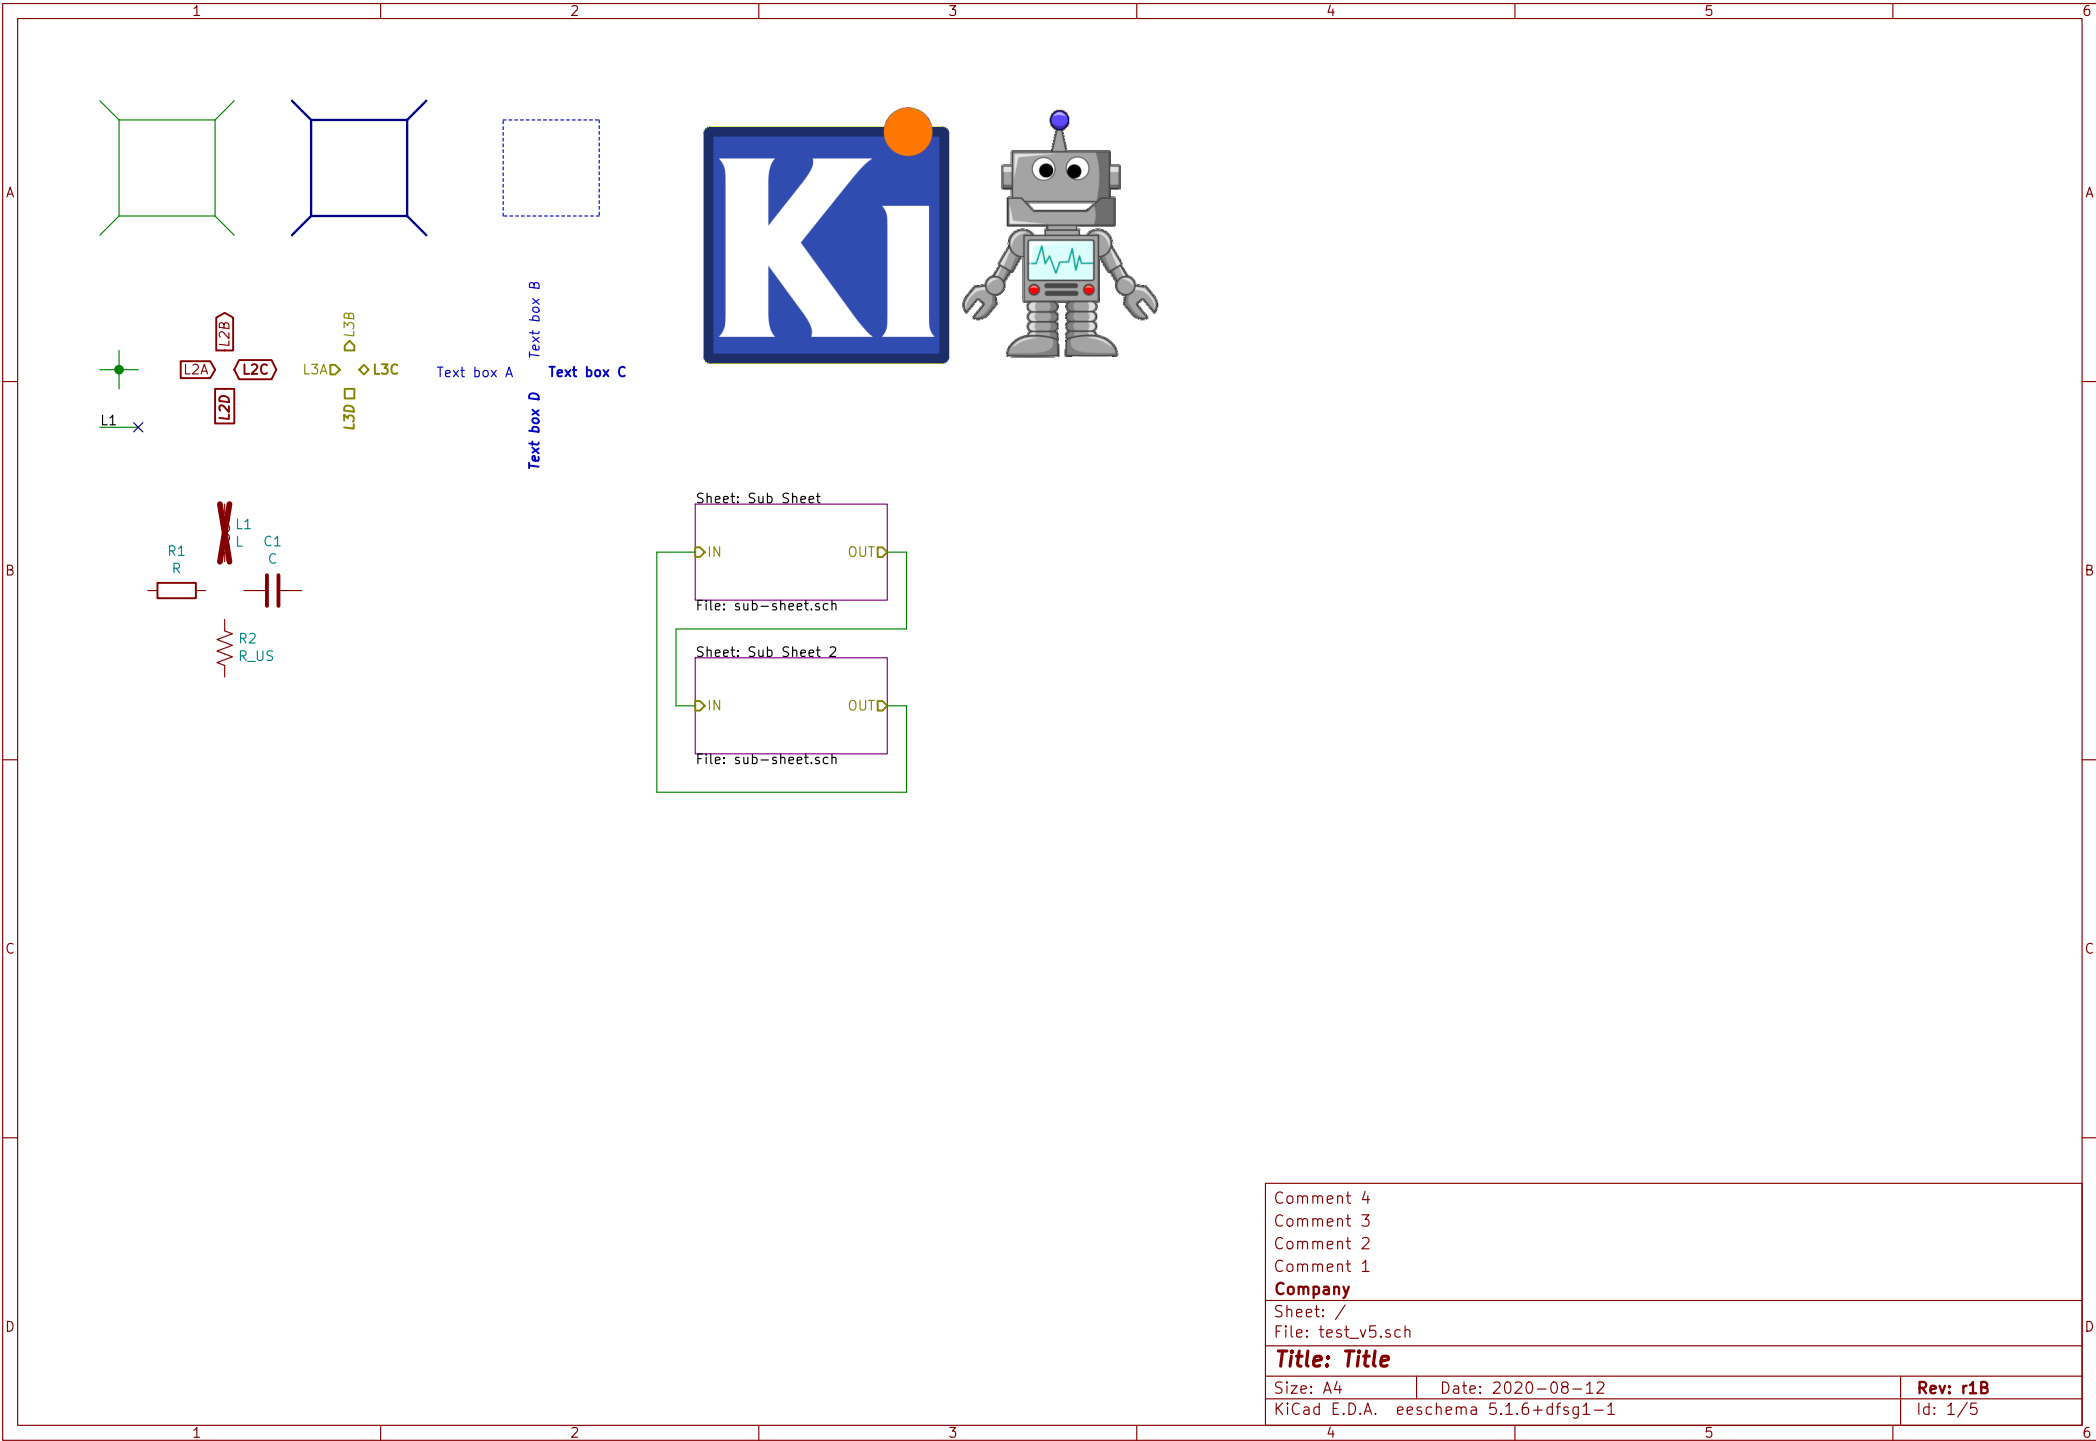 1 2 3 4 5 6
A A
Ki
L2B
L3B
Text box B
L2A L2C
L3A L3C
Text box A Text box C
L2D
L3D
Text box D
L1
B B
Sheet: Sub Sheet
L1
L
R1
R
C1
C
IN OUT
File: sub-sheet.sch
R2
R_US
Sheet: Sub Sheet 2
IN OUT
File: sub-sheet.sch
C C
Comment 4
Comment 3
Comment 2
Comment 1
Company
Sheet: /
File: test_v5.sch
D D
Title: Title
Size: A4 Date: 2020-08-12 Rev: r1B
KiCad E.D.A. eeschema 5.1.6+dfsg1-1 Id: 1/5
1 2 3 4 5 6